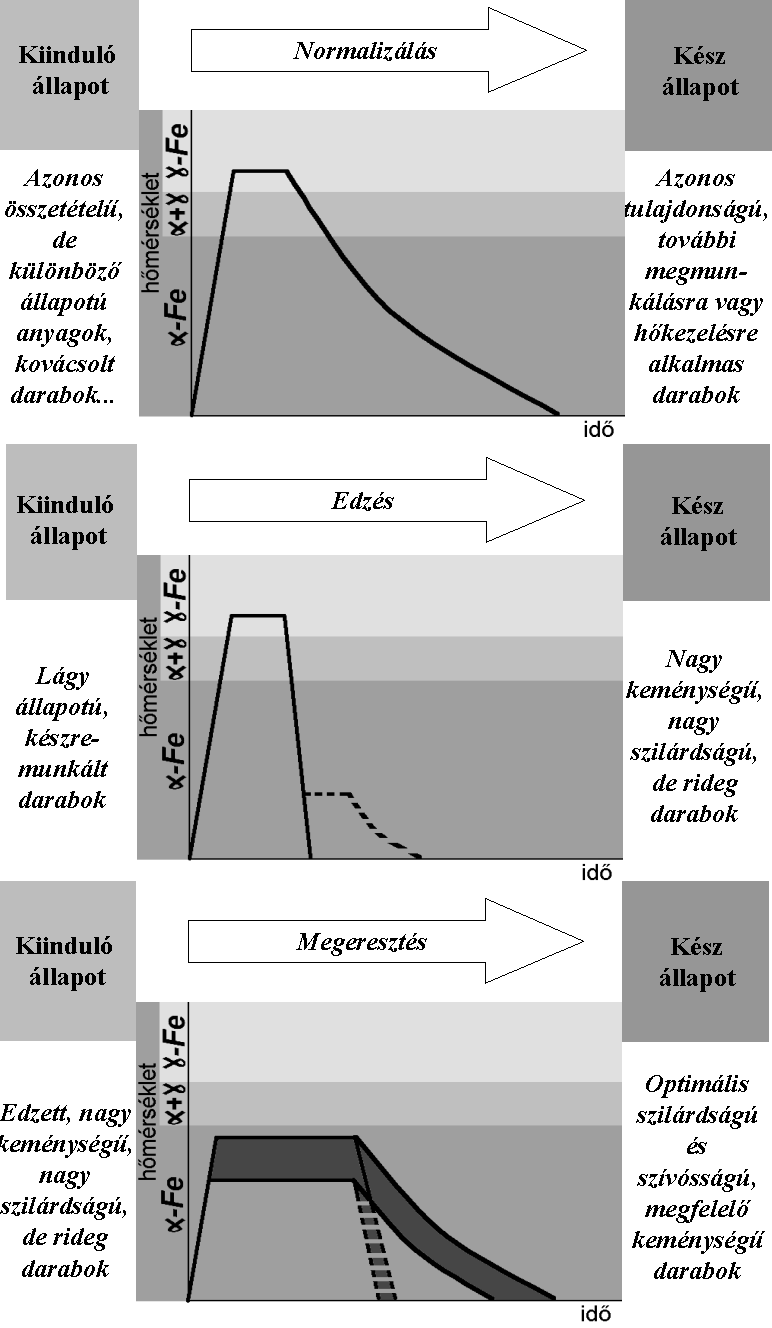 Kiinduló
állapot
Normalizálás
Kész
állapot
Azonos
összetételű,
de
különböző
állapotú
anyagok,
kovácsolt
darabok...
hőmérséklet
ɣ-Fe
α+ɣ
α-Fe
idő
Azonos
tulajdonságú,
további
megmun-
kálásra vagy
hőkezelésre
alkalmas
darabok
Kiinduló
állapot
Edzés
Kész
állapot
Lágy
állapotú,
készre-
munkált
darabok
hőmérséklet
ɣ-Fe
α+ɣ
α-Fe
idő
Nagy
keménységű,
nagy
szilárdságú,
de rideg
darabok
Kiinduló
állapot
Megeresztés
Kész
állapot
Edzett, nagy
keménységű,
nagy
szilárdságú,
de rideg
darabok
hőmérséklet
ɣ-Fe
α+ɣ
α-Fe
idő
Optimális
szilárdságú
és
szívósságú,
megfelelő
keménységű
darabok